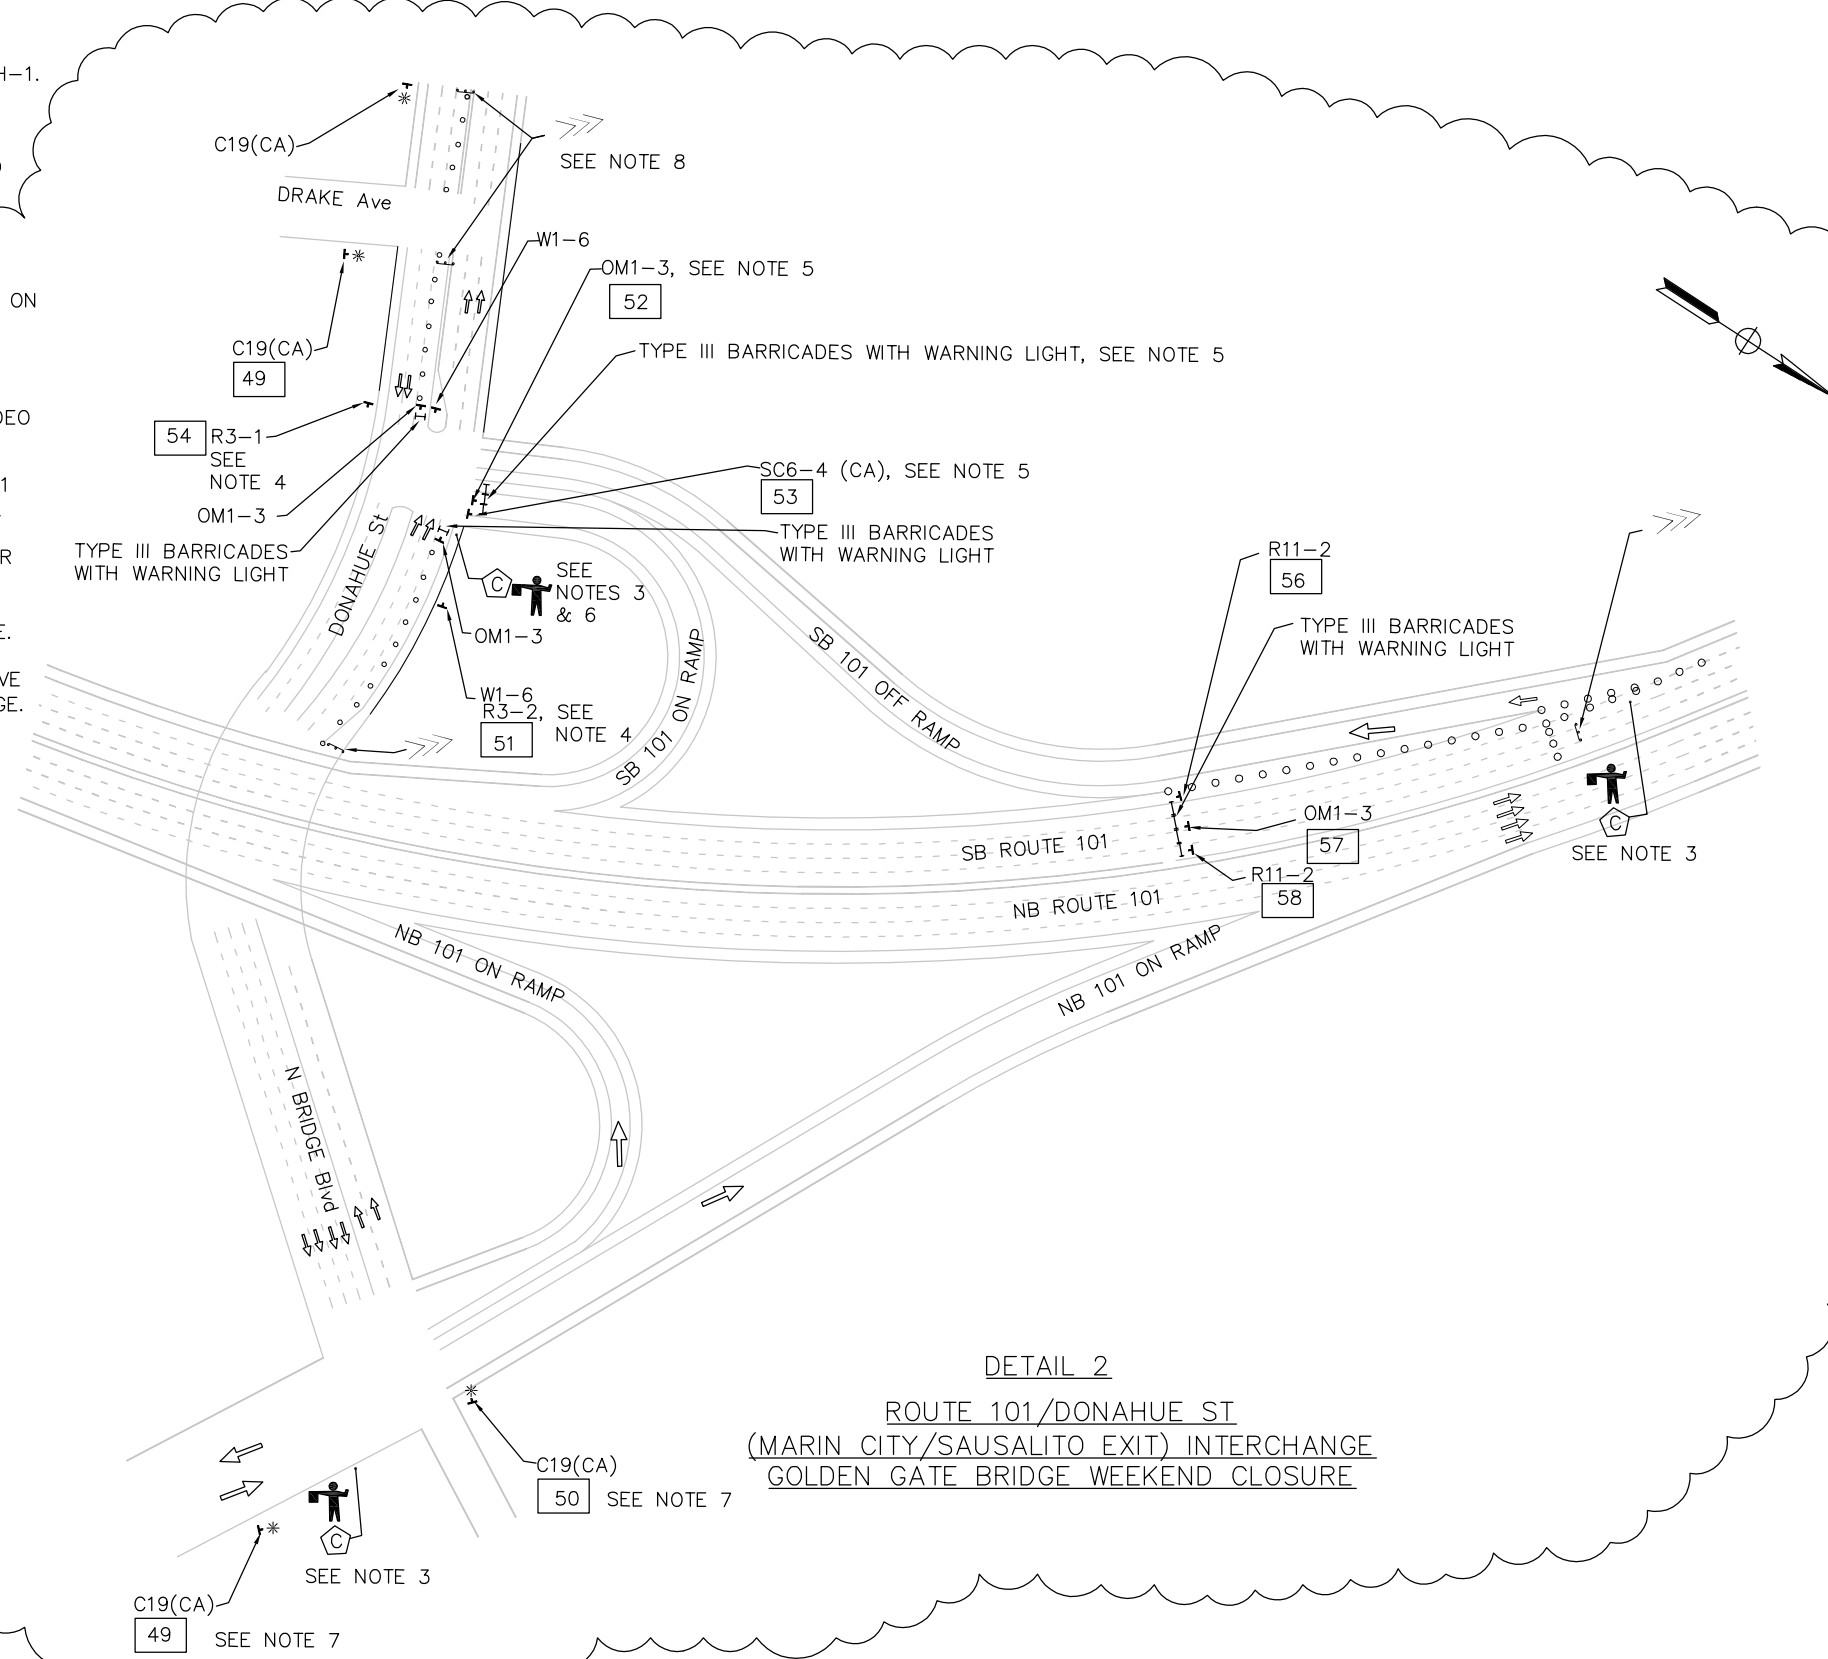 H-1.
ON
DEO
1
R
E.
VE
GE.
C19(CA)
SEE NOTE 8
DRAKE Ave
W1-6
OM1-3, SEE NOTE 5
52
C19(CA)
49
TYPE III BARRICADES WITH WARNING LIGHT, SEE NOTE 5
54
R3-1
SEE
NOTE 4
OM1-3
TYPE III BARRICADES
WITH WARNING LIGHT
DONAHUE St
SC6-4 (CA), SEE NOTE 5
53
TYPE III BARRICADES
WITH WARNING LIGHT
C
SEE
NOTES 3
& 6
OM1-3
W1-6
R3-2, SEE
NOTE 4
51
SB 101 ON RAMP
SB 101 OFF RAMP
R11-2
56
TYPE III BARRICADES
WITH WARNING LIGHT
OM1-3
57
R11-2
58
C
SEE NOTE 3
SB ROUTE 101
NB ROUTE 101
NB 101 ON RAMP
NB 101 ON RAMP
N BRIDGE Blvd
C19(CA)
50
SEE NOTE 7
C
SEE NOTE 3
C19(CA)
49
SEE NOTE 7
DETAIL 2
ROUTE 101/DONAHUE ST
(MARIN CITY/SAUSALITO EXIT) INTERCHANGE
GOLDEN GATE BRIDGE WEEKEND CLOSURE